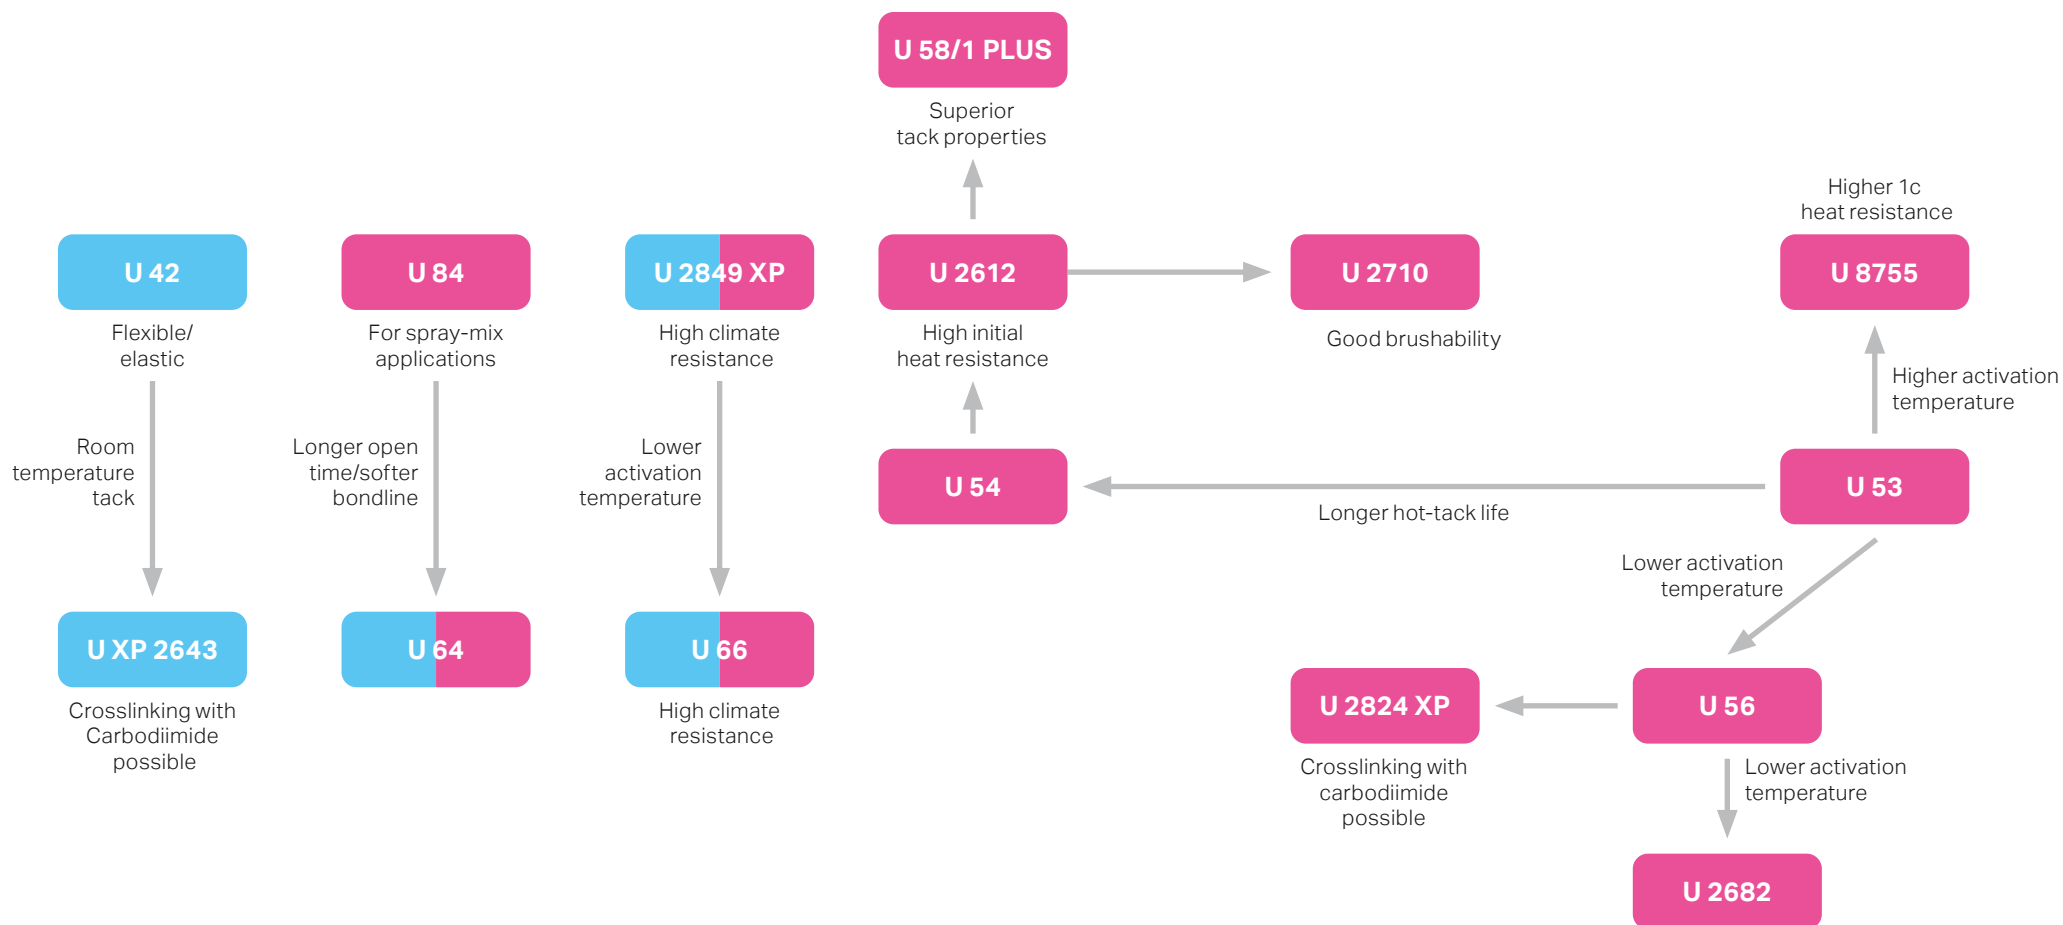 U 58/1 PLUS
Superior
tack properties
Higher 1c
heat resistance
U 42
U 84
U 2849 XP
U 2612
U 2710
U 8755
Flexible/
elastic
For spray-mix
applications
High climate
resistance
High initial
heat resistance
Good brushability
Higher activation
temperature
Room
temperature
tack
Longer open
time/softer
bondline
Lower
activation
temperature
U 54
U 53
Longer hot-tack life
Lower activation
temperature
U XP 2643
U 64
U 66
Crosslinking with
Carbodiimide
possible
High climate
resistance
U 2824 XP
U 56
Crosslinking with
carbodiimide
possible
Lower activation
temperature
U 2682